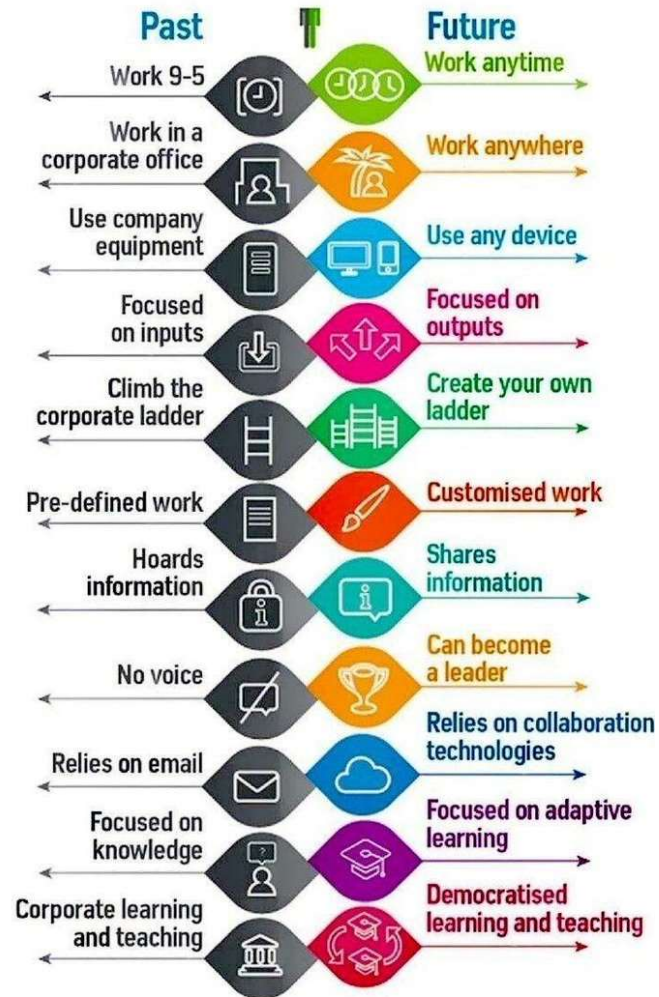 Past
Future
Work 9-5
Work anytime
Work in a
corporate office
Work anywhere
Use company
equipment
Use any device
Focused
on inputs
Focused on
outputs
Climb the
corporate ladder
Create your own
ladder
Pre-defined work
Customised work
Hoards
information
Shares
information
No voice
Can become
a leader
Relies on email
Relies on collaboration
technologies
Focused on
knowledge
Focused on adaptive
learning
Corporate learning
and teaching
Democratised
learning and teaching